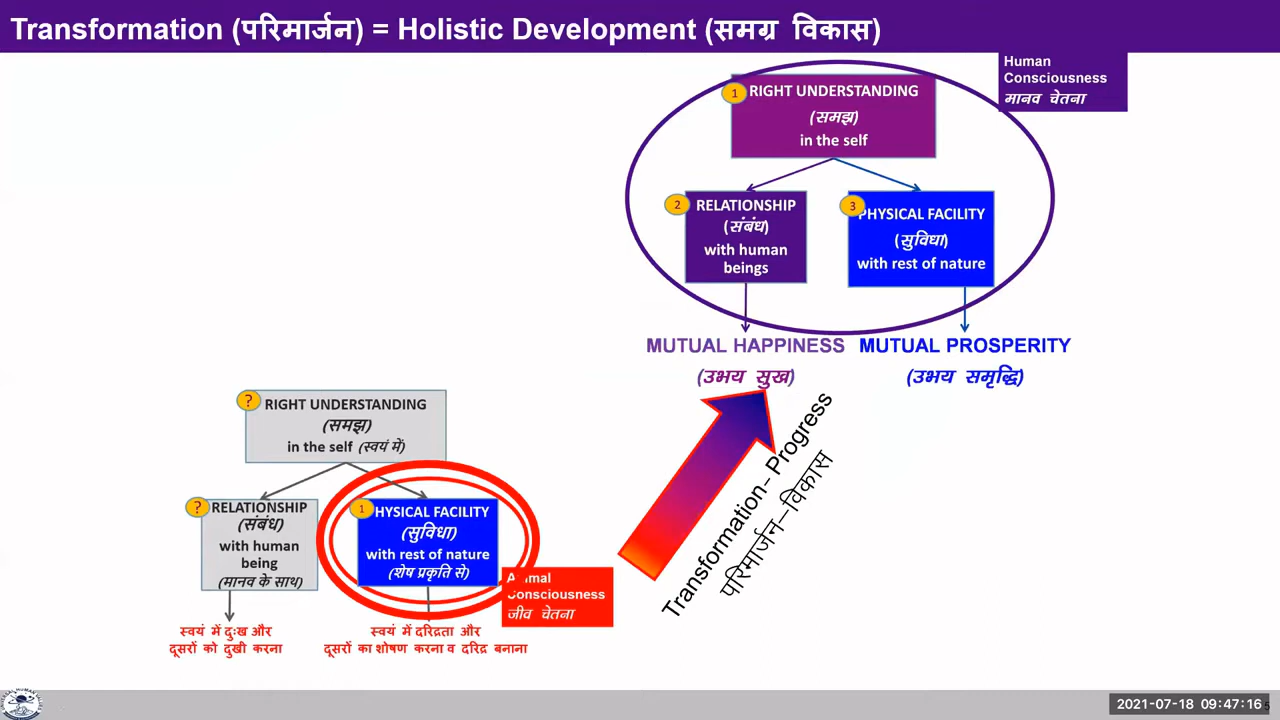 Transformation (परिमार्जन) = Holistic Development (समग्र विकास)
Human
Consciousness
मानव चेतना
1
RIGHT UNDERSTANDING
(समझ)
in the self
2
RELATIONSHIP
(संबंध)
with human
beings
3
PHYSICAL FACILITY
(सुविधा)
with rest of nature
MUTUAL HAPPINESS
(उभय सुख)
MUTUAL PROSPERITY
(उभय समृद्धि)
?
RIGHT UNDERSTANDING
(समझ)
in the self (स्वयं में)
?
RELATIONSHIP
(संबंध)
with human
being
(मानव के साथ)
1
HYSICAL FACILITY
(सुविधा)
with rest of nature
(शेष प्रकृति से)
Animal
Consciousness
जीव चेतना
स्वयं में दुःख और
दूसरों को दुखी करना
स्वयं में दरिद्रता और
दूसरों का शोषण करना व दरिद्र बनाना
Transformation– Progress
परिमार्जन–विकास
2021-07-18 09:47:16